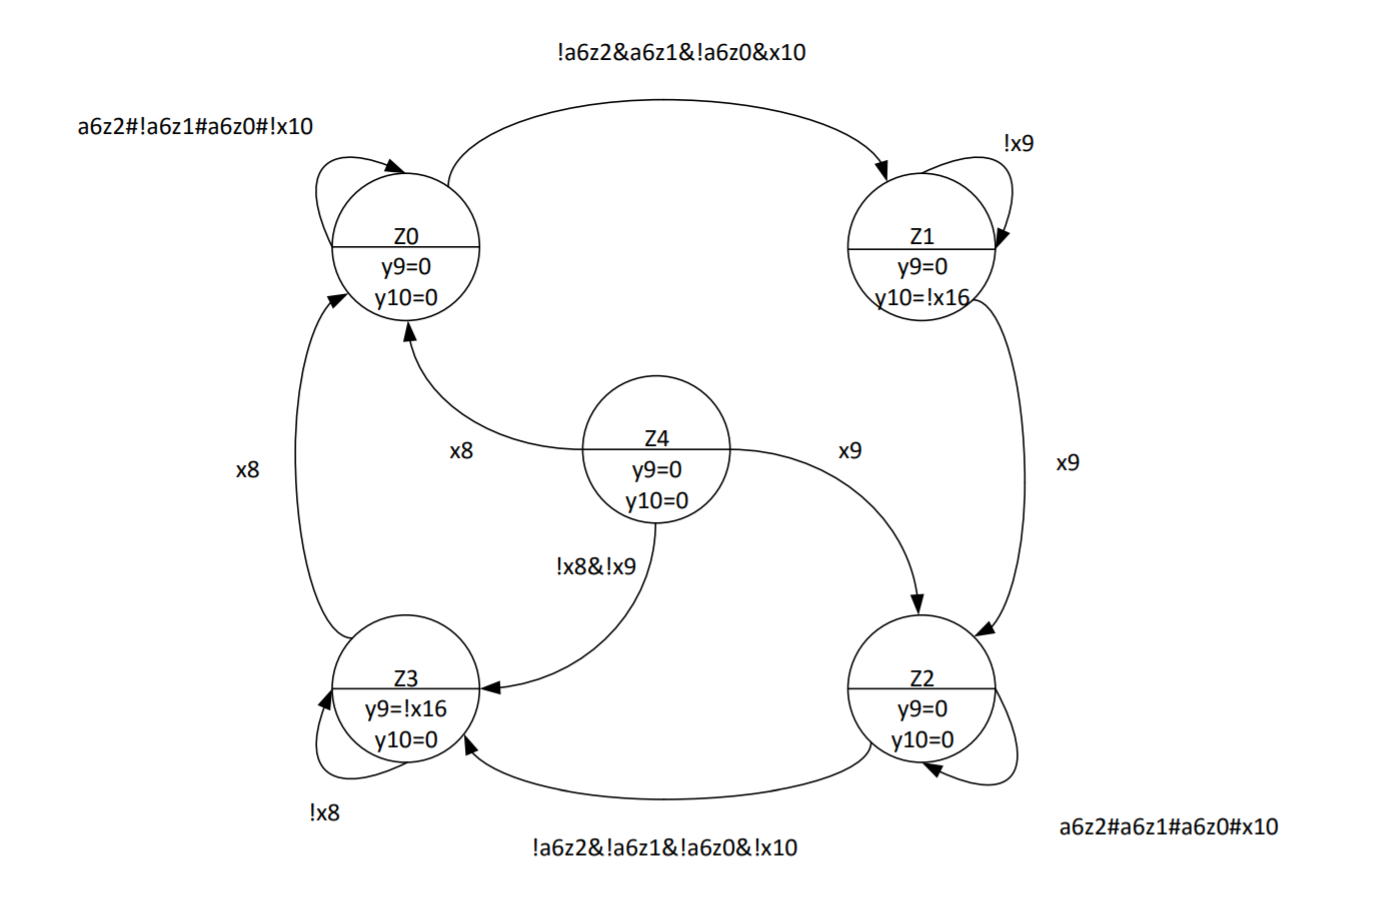 !a6z2&a6z1&!a6z0&x10
a6z2#!a6z1#a6z0#!x10
!x9
Z0
y9=0
y10=0
Z1
y9=0
y10=!x16
x8
x8
Z4
y9=0
y10=0
x9
x9
!x8&!x9
Z3
y9=!x16
y10=0
Z2
y9=0
y10=0
!x8
!a6z2&!a6z1&!a6z0&!x10
a6z2#a6z1#a6z0#x10